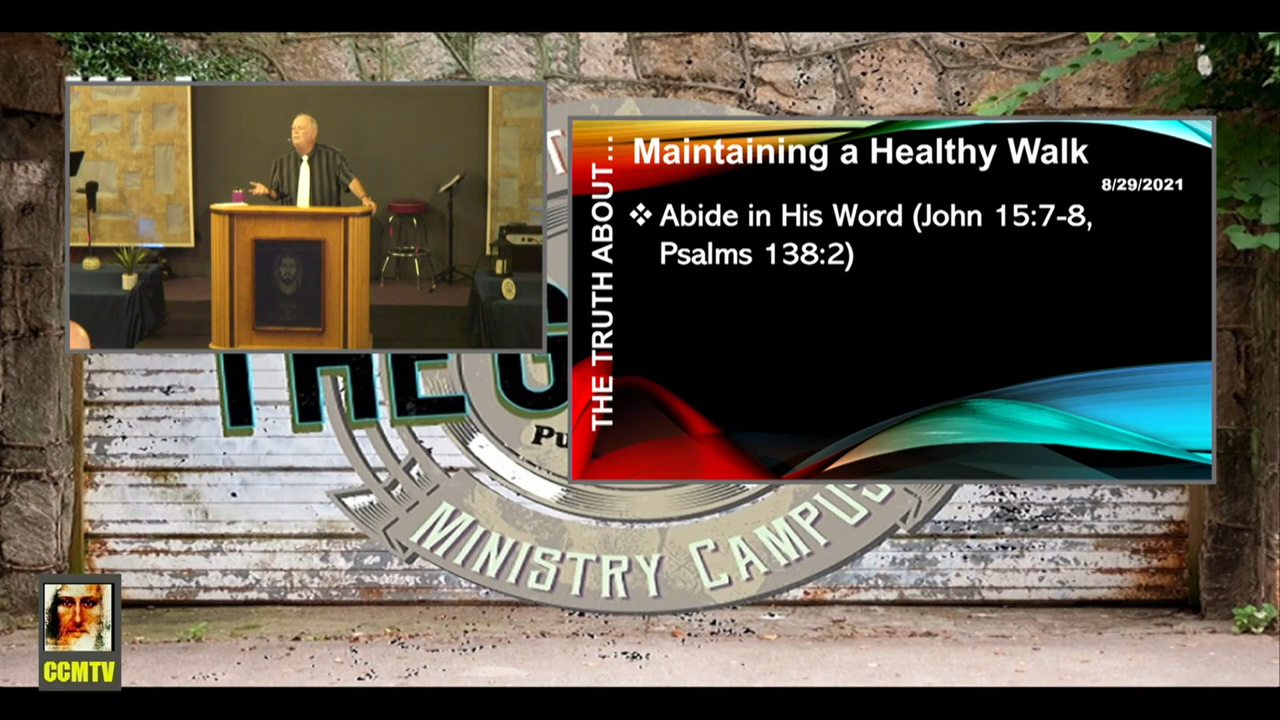 THE TRUTH ABOUT...
Maintaining a Healthy Walk
8/29/2021
❖ Abide in His Word (John 15:7-8,
Psalms 138:2)
THE
MINISTRY CAMPUS
CCMTV